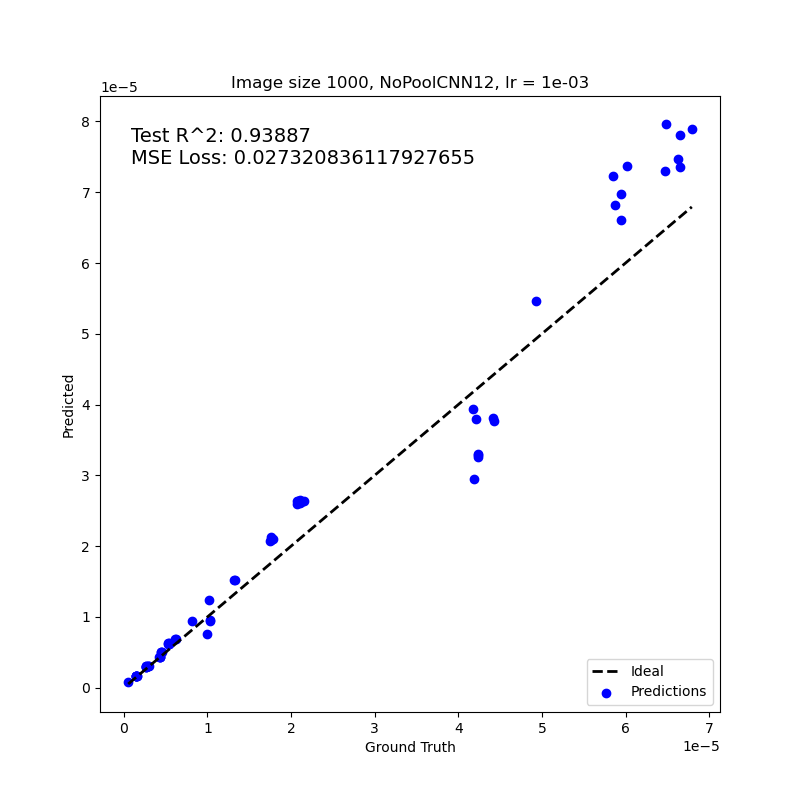 Image size 1000, NoPoolCNN12, lr = 1e-03
1e−5
Test R^2: 0.93887
MSE Loss: 0.027320836117927655
8
7
6
5
4
3
2
1
0
Predicted
Ideal
Predictions
0 1 2 3 4 5 6 7
1e−5
Ground Truth